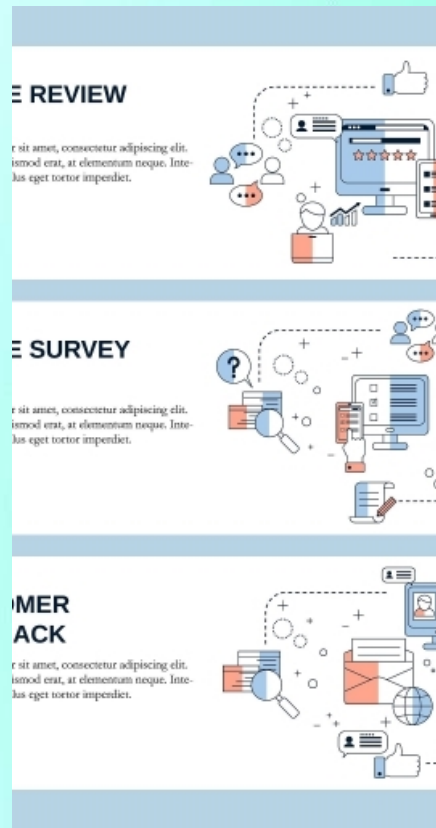 E REVIEW
r sit amet, consectetur adipiscing elit.
ismod erat, at elementum neque. Inte-
lus eget tortor imperdiet.
E SURVEY
?
r sit amet, consectetur adipiscing elit.
ismod erat, at elementum neque. Inte-
lus eget tortor imperdiet.
OMER
ACK
r sit amet, consectetur adipiscing elit.
ismod erat, at elementum neque. Inte-
lus eget tortor imperdiet.